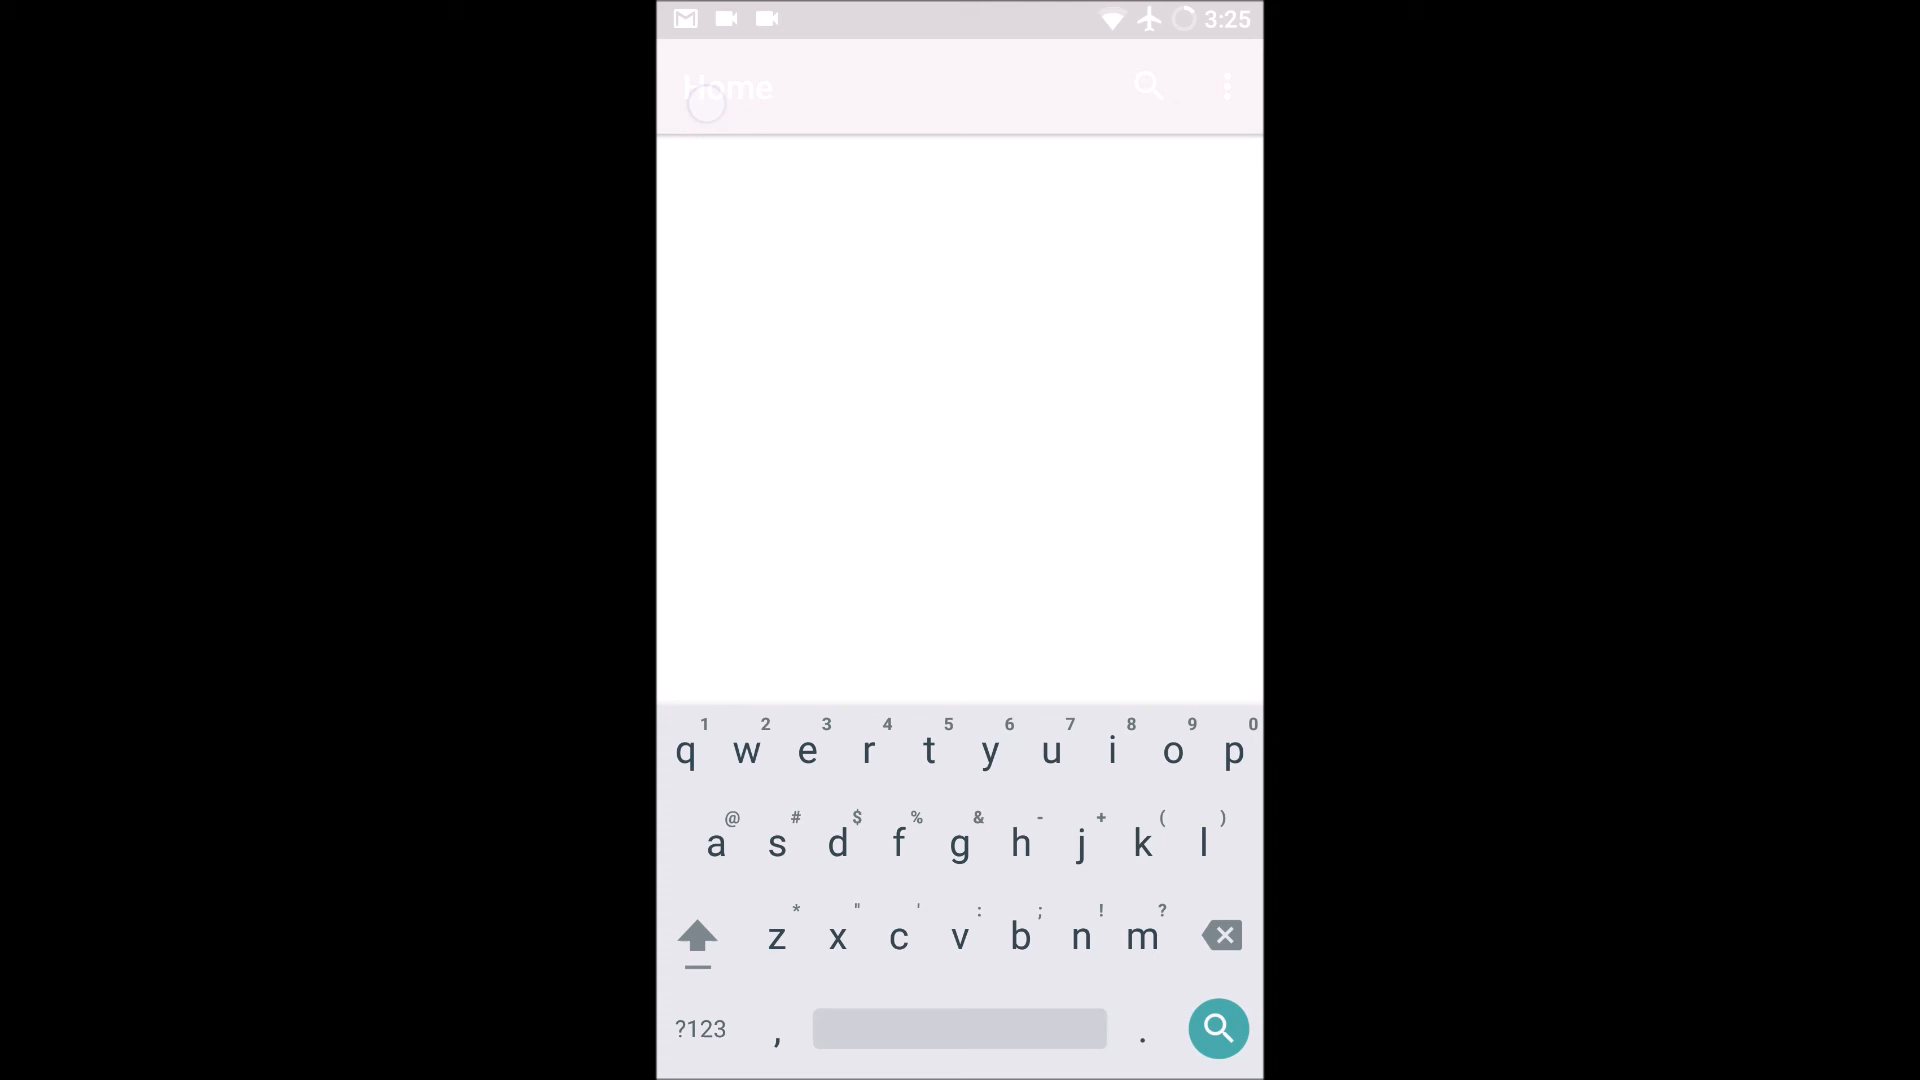 3:25
Home
1 2 3 4 5 6 7 8 9 0
q w e r t y u i o p
@ # $ % & - + ( )
a s d f g h j k l
* " ' : ; ! ?
z x c v b n m
?123 , .